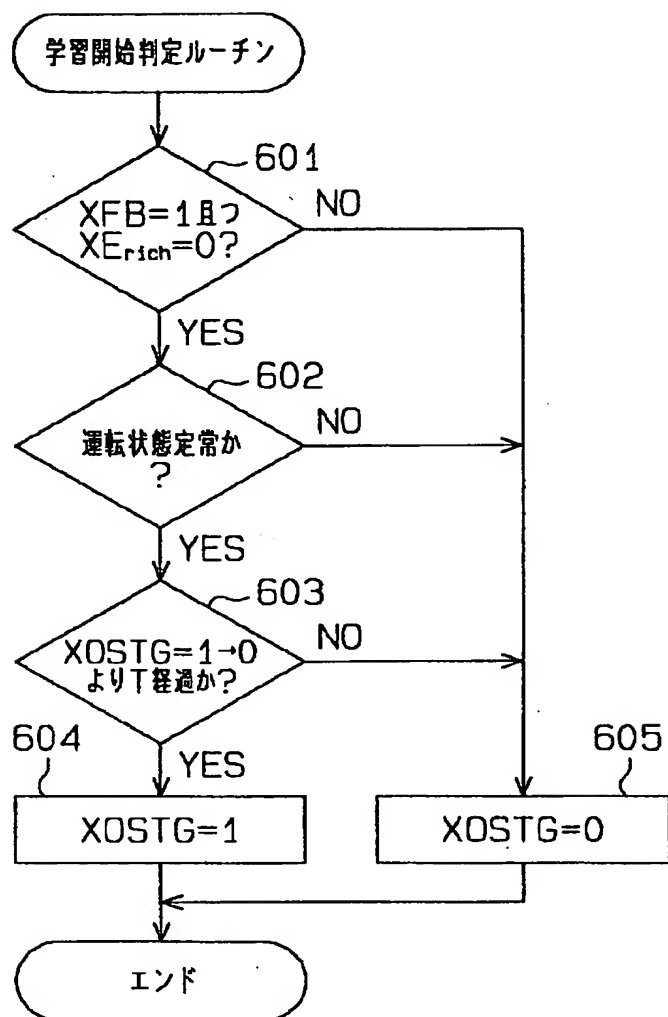 学習開始判定ルーチン
601
XFB=1且つ
XErich=0?
NO
YES
602
運転状態定常か
?
NO
YES
603
XOSTG=1→0
よりT経過か?
NO
YES
604
XOSTG=1
605
XOSTG=0
エンド